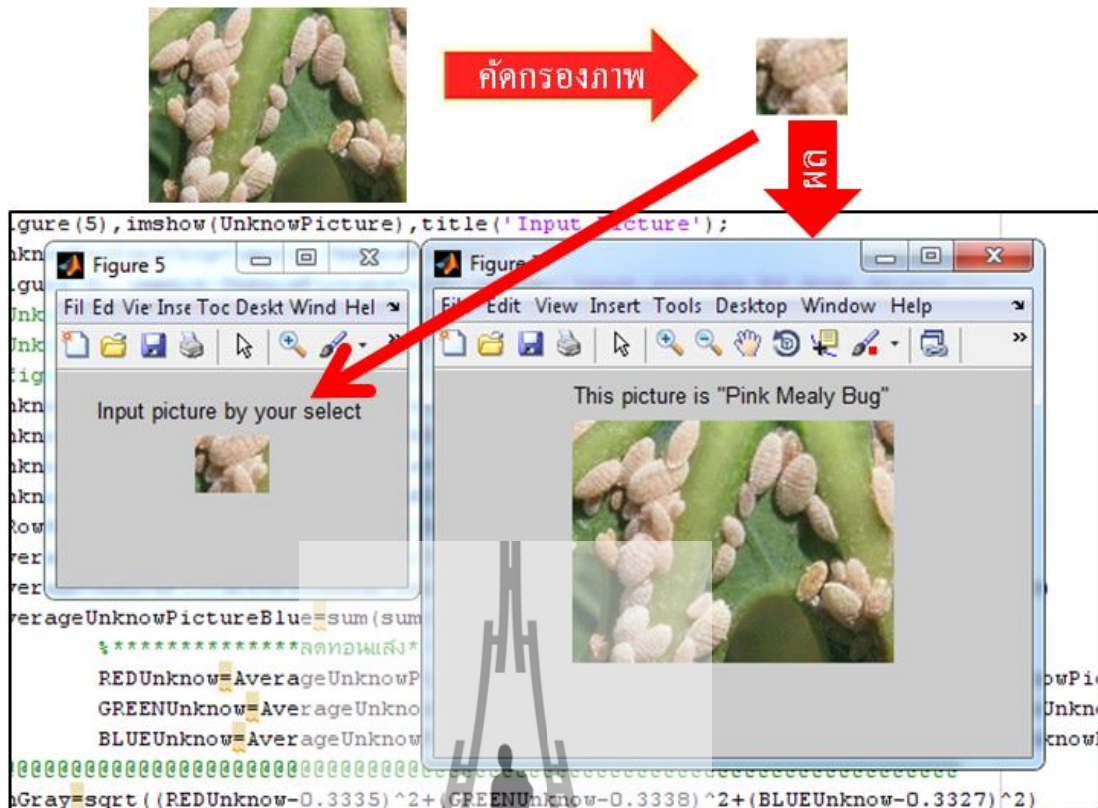 คัดกรองภาพ
ผล
igure(5),imshow(UnknowPicture),title('Input Picture');
Figure 5
Fil Ed Vie Inse Toc Deskt Wind Hel
Input picture by your select
Figure
File Edit View Insert Tools Desktop Window Help
This picture is "Pink Mealy Bug"
verageUnknowPictureBlue=sum(sum
%**************ลดทอนแสง*
REDUnknow=AverageUnknowP
GREENUnknow=AverageUnkno
BLUEUnknow=AverageUnknow
nGray=sqrt((REDUnknow-0.3335)^2+(GREENUnknow-0.3338)^2+(BLUEUnknow-0.3327)^2)